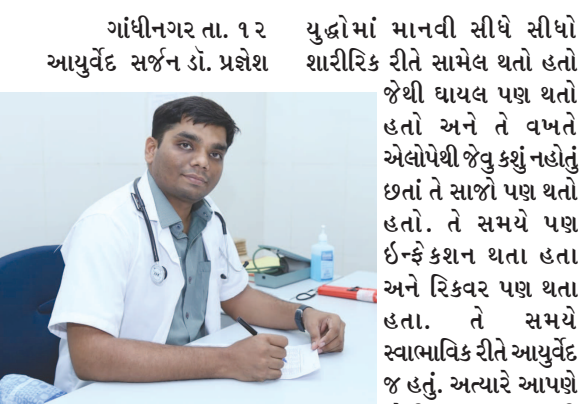 ગાંધીનગર તા. ૧૨
આયુર્વેદ સર્જન ડૉ. પ્રજ્ઞેશ
યુદ્ધોમાં માનવી સીધે સીધો
શારીરિક રીતે સામેલ થતો હતો
જેથી ઘાયલ પણ થતો
હતો અને તે વખતે
એલોપેથી જેવુ કશું નહોતું
છતાં તે સાજો પણ થતો
હતો. તે સમયે પણ
ઇન્ફેકશન થતા હતા
અને રિકવર પણ થતા
હતા. તે સમયે
સ્વાભાવિક રીતે આયુર્વેદ
જ હતું. અત્યારે આપણે